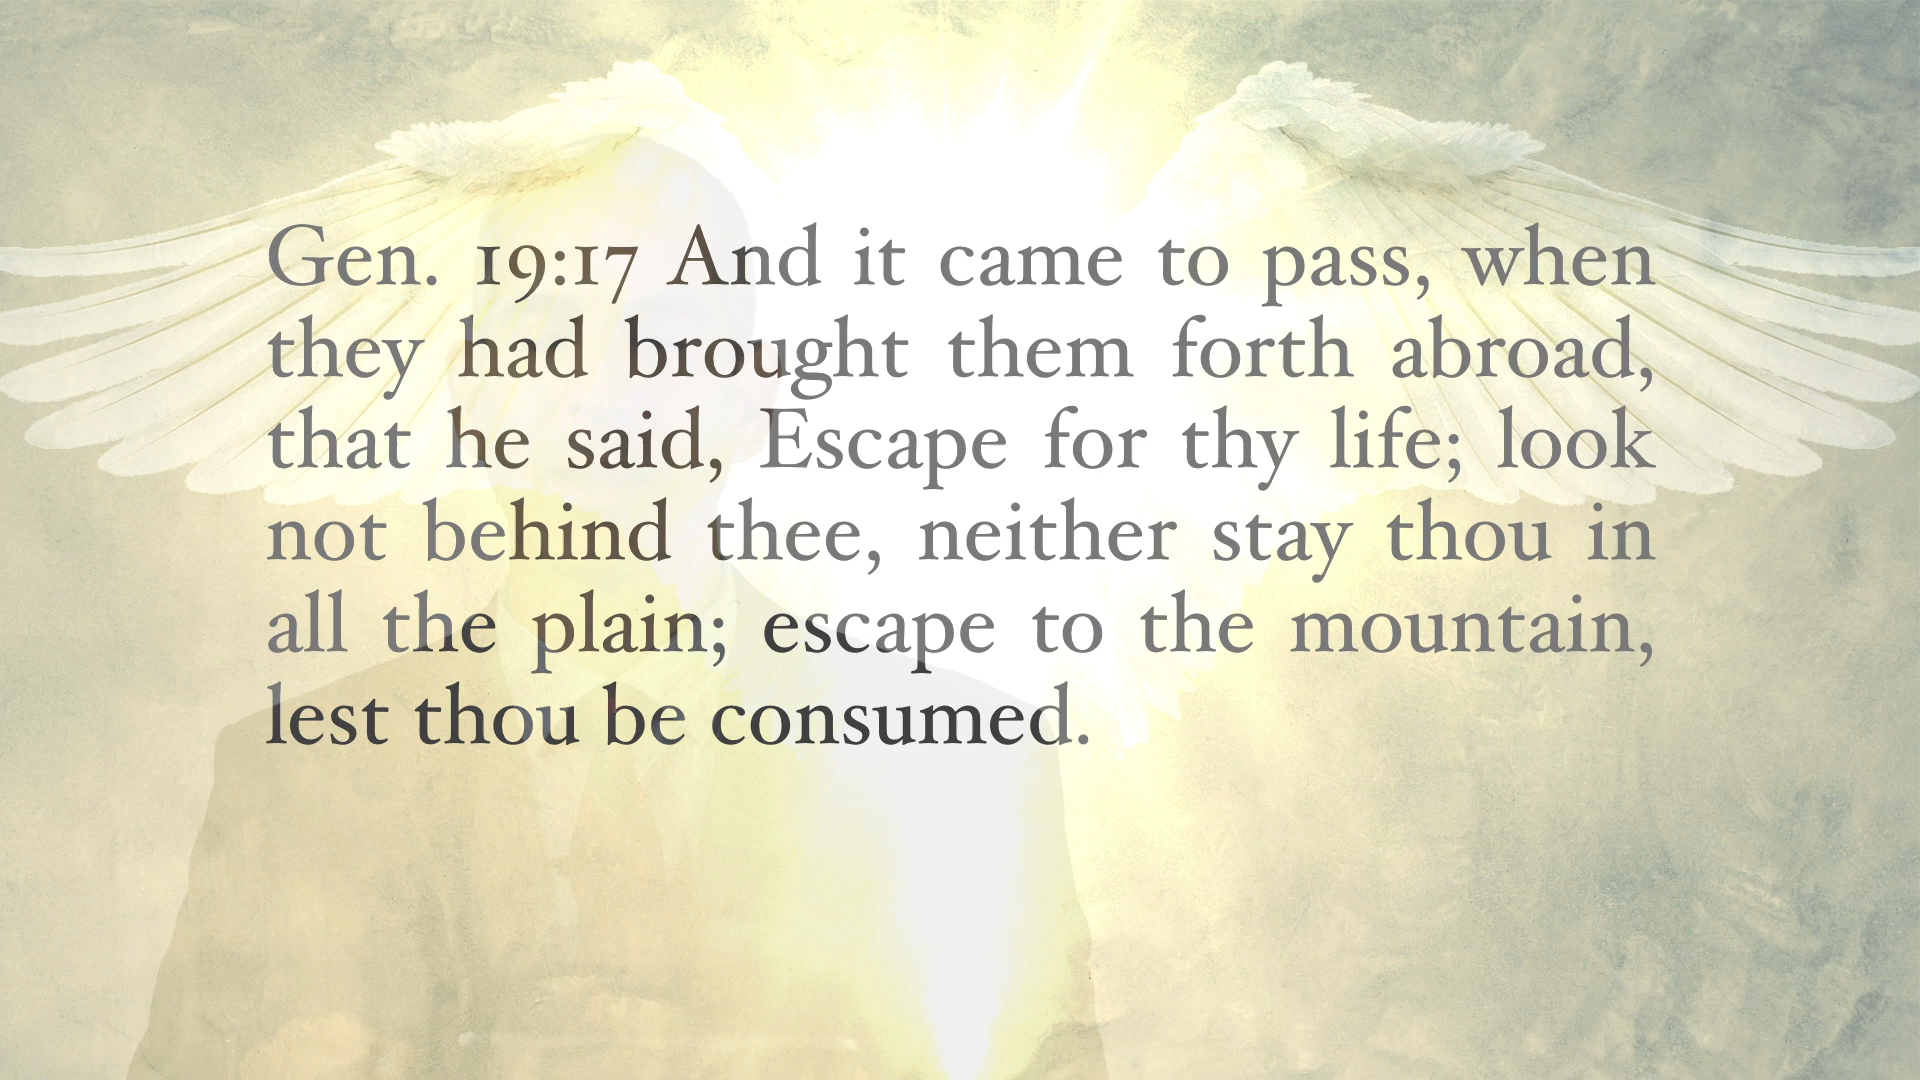 Gen. 19:17 And it came to pass, when
they had brought them forth abroad,
that he said, Escape for thy life; look
not behind thee, neither stay thou in
all the plain; escape to the mountain,
lest thou be consumed.